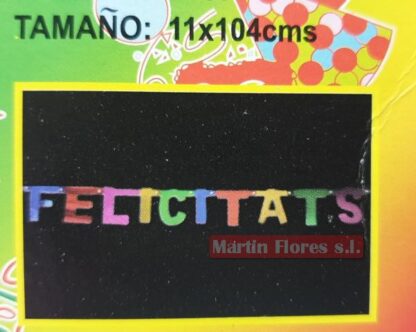 TAMAÑO: 11x104cms
FELICITATS
Martin Flores s.l.